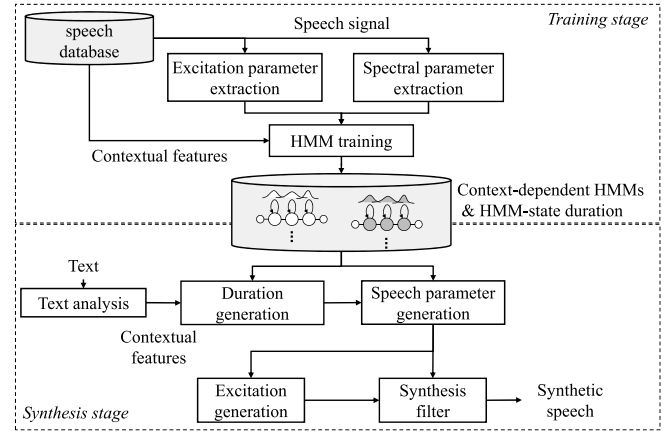 Training stage
speech
database
Speech signal
Excitation parameter
extraction
Spectral parameter
extraction
HMM training
Contextual features
Context-dependent HMMs
& HMM-state duration
Text
Text analysis
Duration
generation
Speech parameter
generation
Contextual
features
Excitation
generation
Synthesis
filter
Synthetic
speech
Synthesis stage